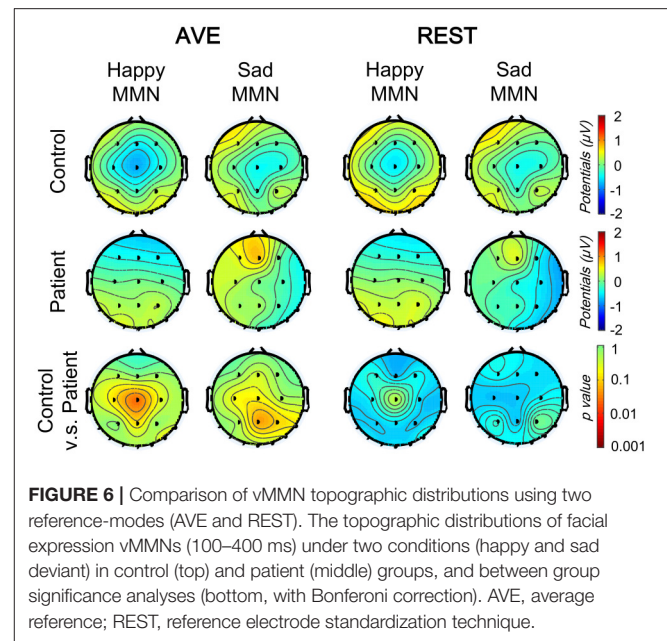 AVE REST
Happy MMN Sad MMN Happy MMN Sad MMN
Control
2
1
0
-1
-2
Potentials (μV)
Patient
2
1
0
-1
-2
Potentials (μV)
Control v.s. Patient
1
0.1
0.01
0.001
p value
FIGURE 6 | Comparison of vMMN topographic distributions using two
reference-modes (AVE and REST). The topographic distributions of facial
expression vMMNs (100–400 ms) under two conditions (happy and sad
deviant) in control (top) and patient (middle) groups, and between group
significance analyses (bottom, with Bonferoni correction). AVE, average
reference; REST, reference electrode standardization technique.